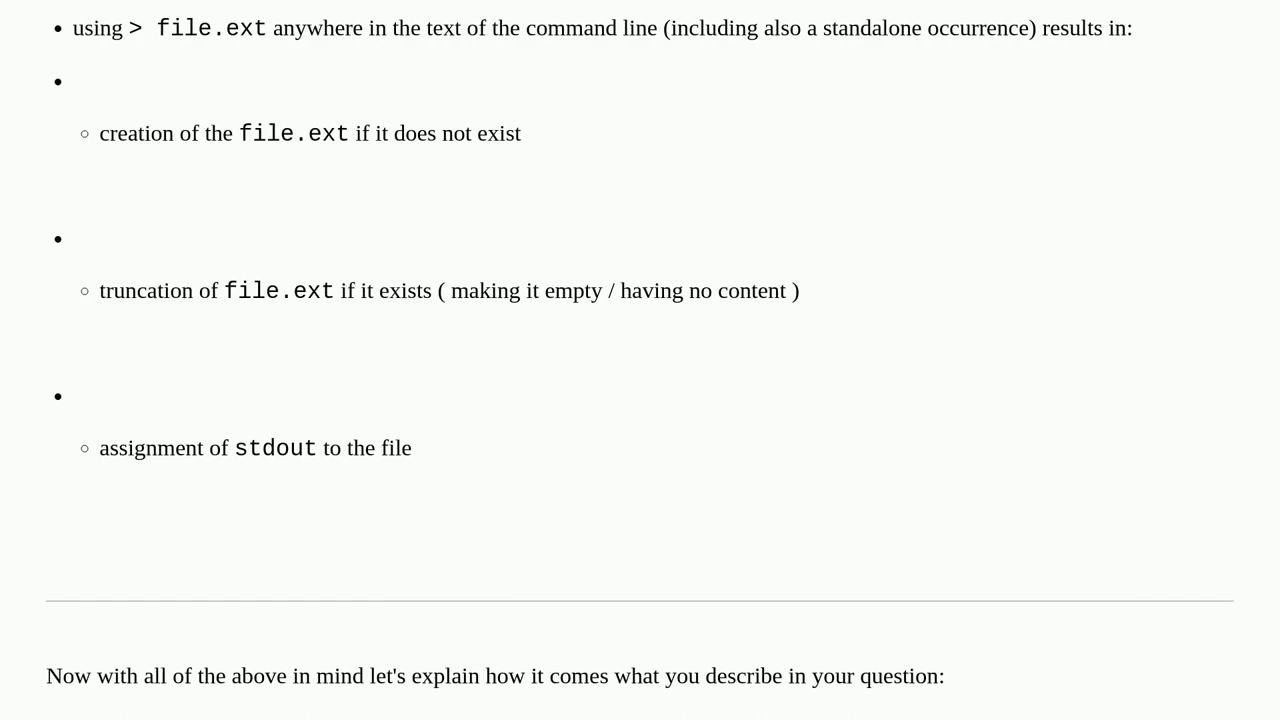 using > file.ext anywhere in the text of the command line (including also a standalone occurrence) results in:
creation of the file.ext if it does not exist
truncation of file.ext if it exists ( making it empty / having no content )
assignment of stdout to the file
Now with all of the above in mind let's explain how it comes what you describe in your question: